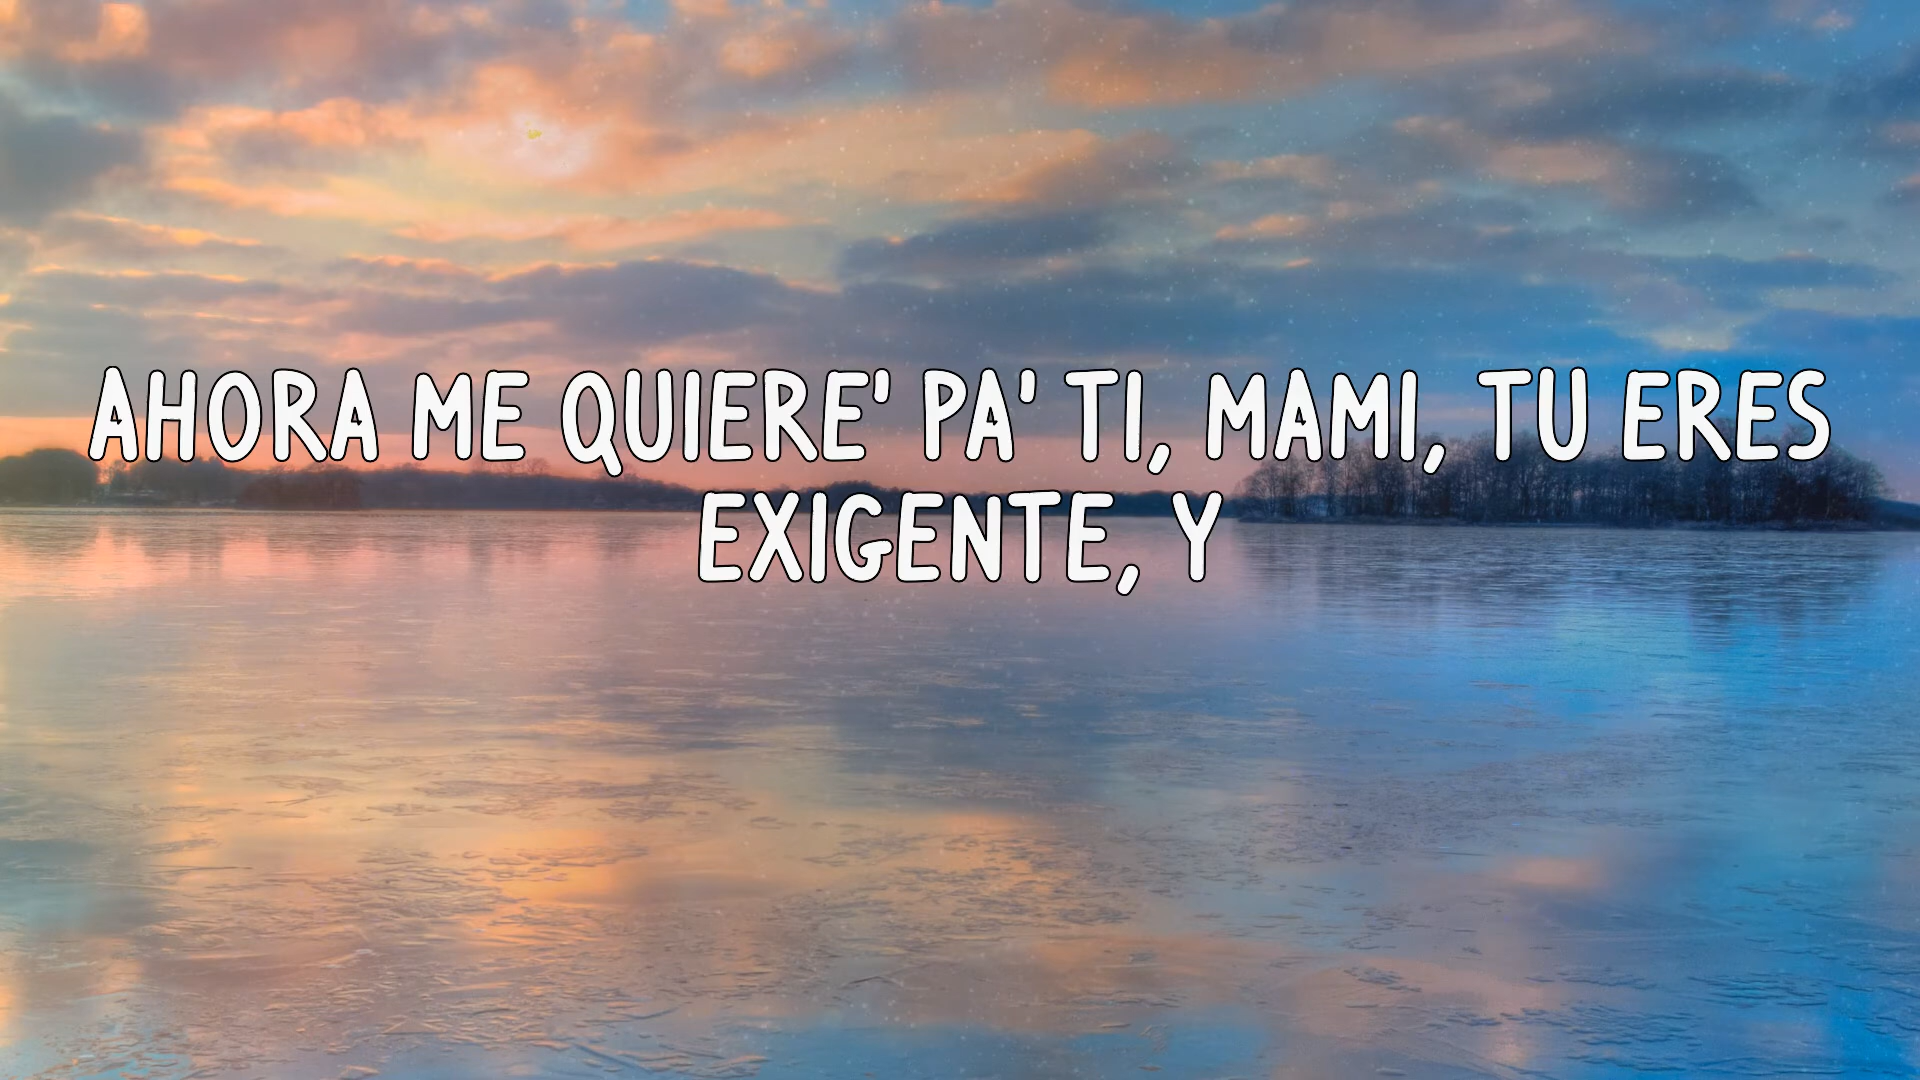 AHORA ME QUIERE' PA' TI, MAMI, TU ERES
EXIGENTE, Y